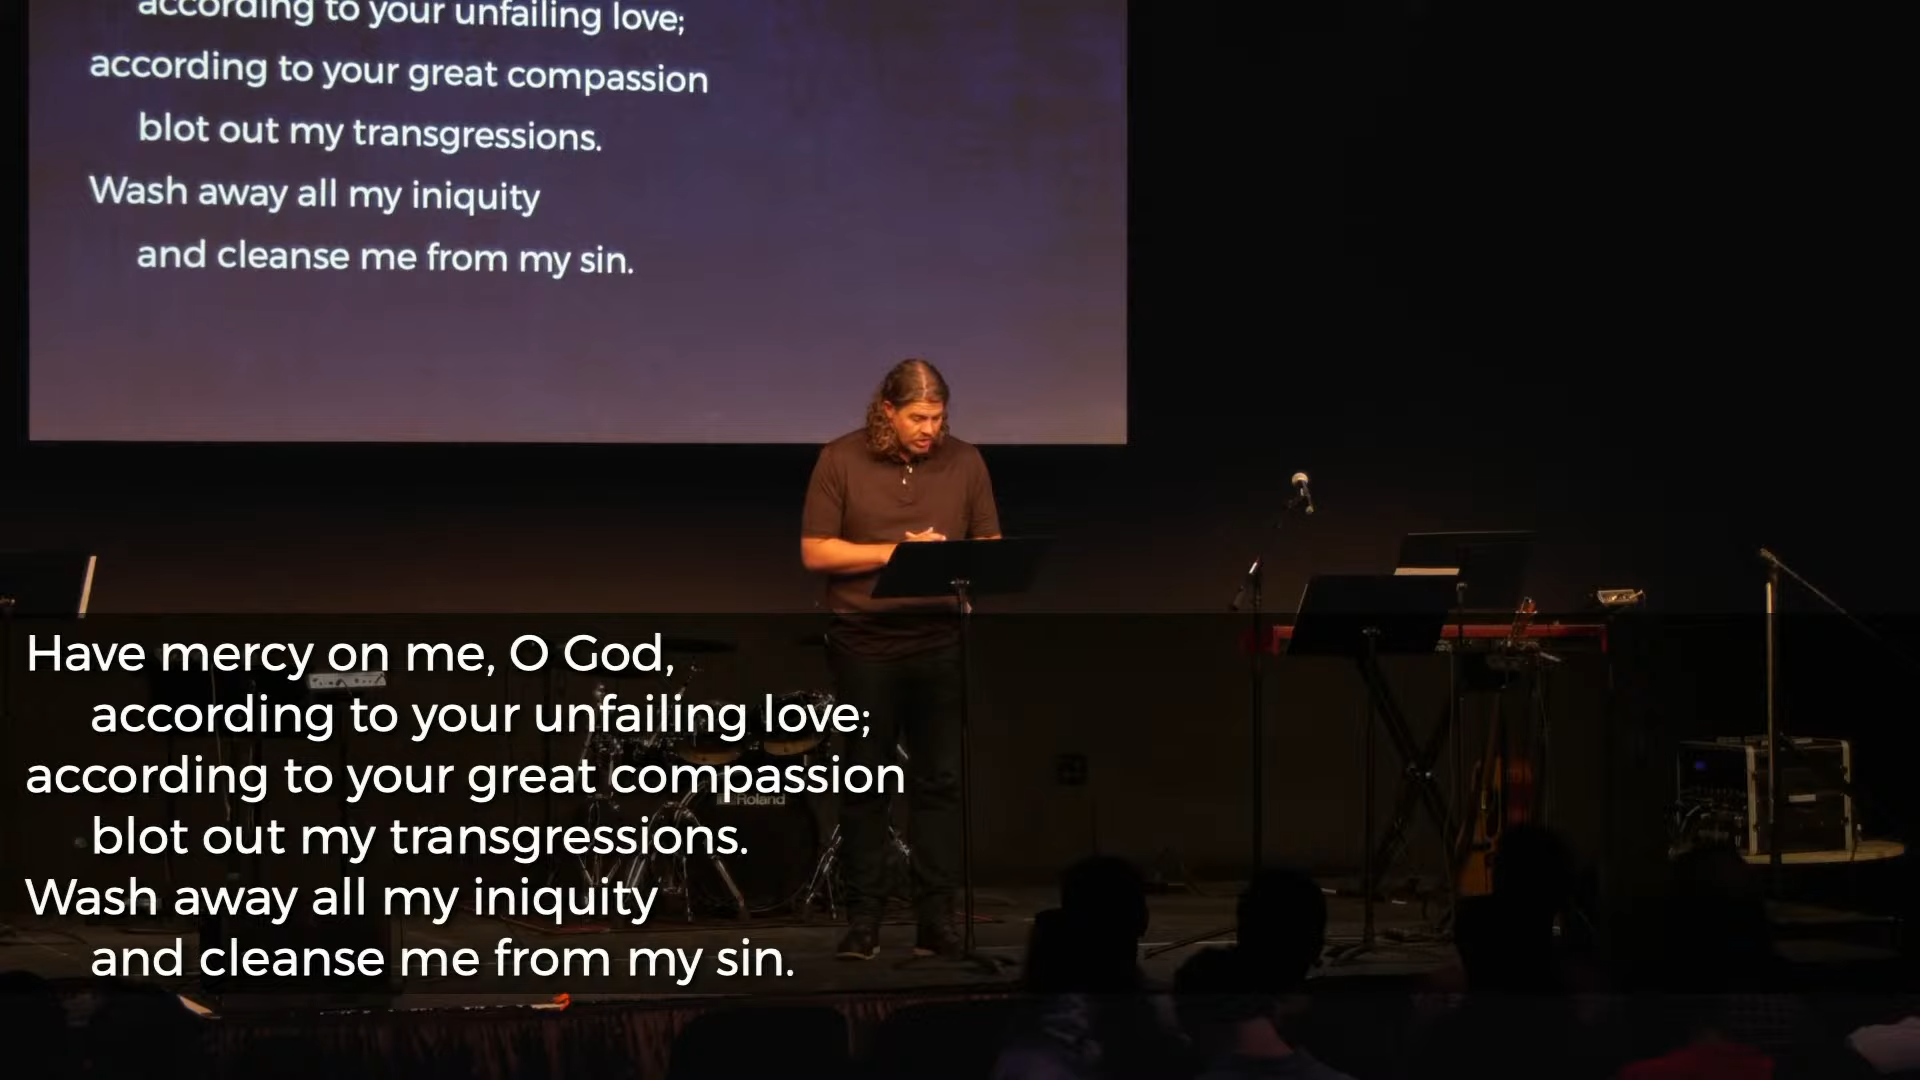 according to your unfailing love;
according to your great compassion
blot out my transgressions.
Wash away all my iniquity
and cleanse me from my sin.
Have mercy on me, O God,
according to your unfailing love;
according to your great compassion
blot out my transgressions.
Wash away all my iniquity
and cleanse me from my sin.
Roland